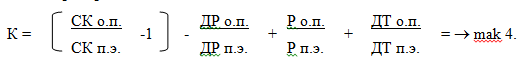 СК о.п. ДР о.п. Р о.п. ДТ о.п.
К = ( -1 ) - + + = → mak 4.
СК п.э. ДР п.э. Р п.э. ДТ п.э.